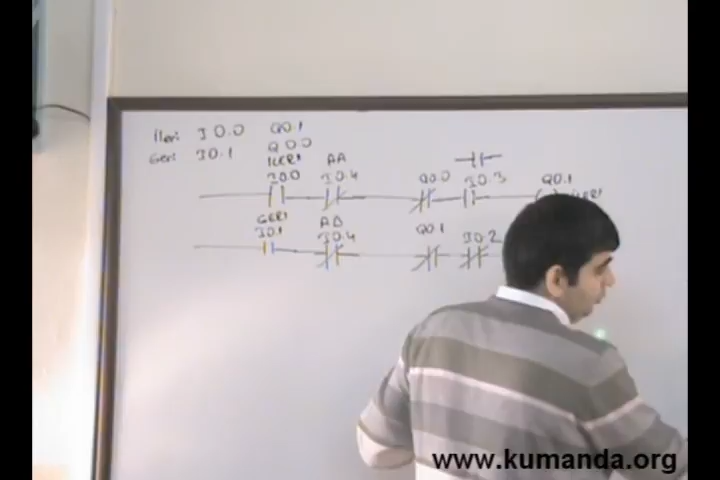 İleri I0.0 Q0.1
Geri I0.1 Q0.0
İLERİ AA
I0.0 I0.4 Q0.0 I0.3 Q0.1
GERİ AB
I0.1 I0.4 Q0.1 I0.2
www.kumanda.org